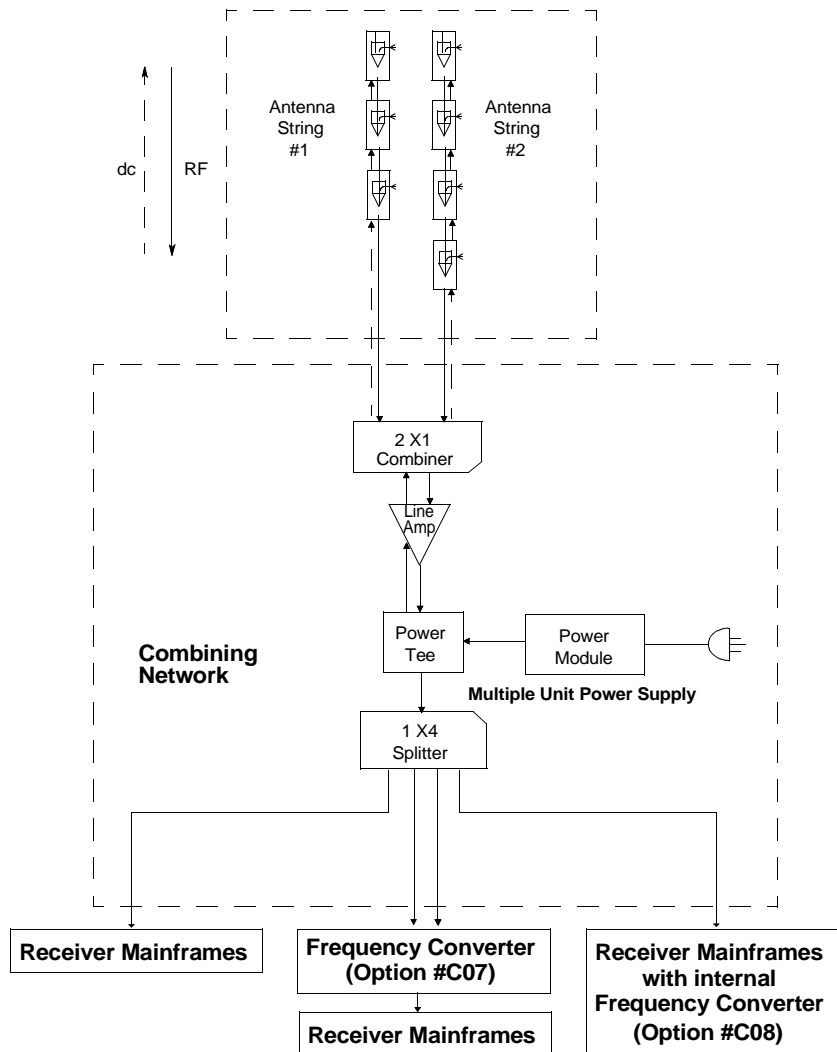 Antenna
String
#1
Antenna
String
#2
dc
RF
2 X1
Combiner
Line
Amp
Power
Tee
Power
Module
Combining
Network
Multiple Unit Power Supply
1 X4
Splitter
Receiver Mainframes
Frequency Converter
(Option #C07)
Receiver Mainframes
Receiver Mainframes
with internal
Frequency Converter
(Option #C08)